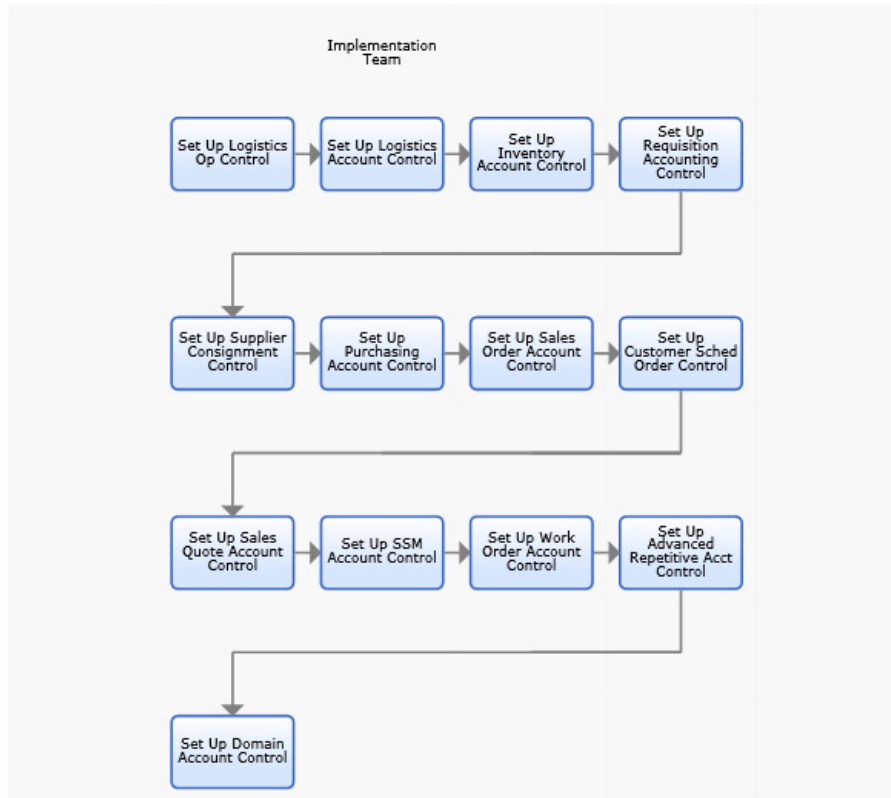 Implementation
Team
Set Up Logistics
Op Control
Set Up Logistics
Account Control
Set Up
Inventory
Account Control
Set Up
Requisition
Accounting
Control
Set Up Supplier
Consignment
Control
Set Up
Purchasing
Account Control
Set Up Sales
Order Account
Control
Set Up
Customer Sched
Order Control
Set Up Sales
Quote Account
Control
Set Up SSM
Account Control
Set Up Work
Order Account
Control
Set Up
Advanced
Repetitive Acct
Control
Set Up Domain
Account Control